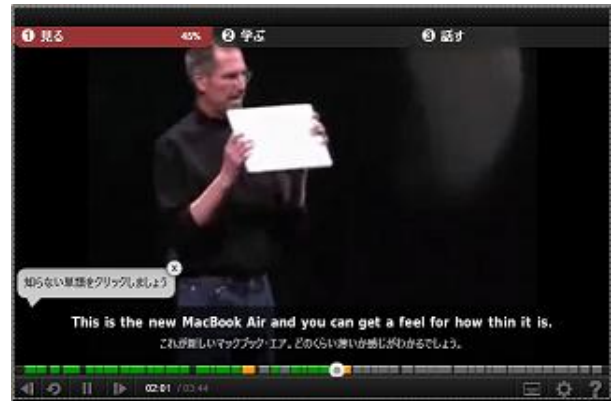 ❶ 見る 45% ❷ 学ぶ ❸ 話す
知らない単語をクリックしましょう
This is the new MacBook Air and you can get a feel for how thin it is.
これが新しいマックブック・エア。どのくらい薄いか感じがわかるでしょう。
02:01 / 03:44